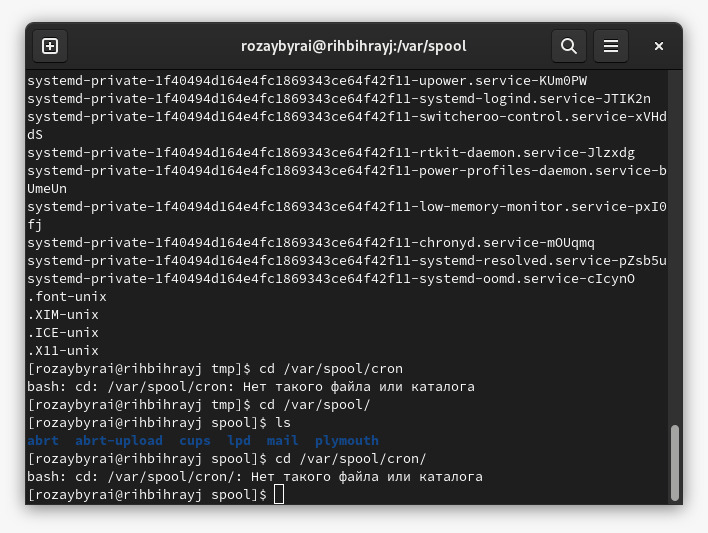 rozaybyrai@rihbihrayj:/var/spool
systemd-private-1f40494d164e4fc1869343ce64f42f11-upower.service-KUm0PW
systemd-private-1f40494d164e4fc1869343ce64f42f11-systemd-logind.service-JTIK2n
systemd-private-1f40494d164e4fc1869343ce64f42f11-switcheroo-control.service-xVHd
dS
systemd-private-1f40494d164e4fc1869343ce64f42f11-rtkit-daemon.service-Jlzxdg
systemd-private-1f40494d164e4fc1869343ce64f42f11-power-profiles-daemon.service-b
UmeUn
systemd-private-1f40494d164e4fc1869343ce64f42f11-low-memory-monitor.service-pxI0
fj
systemd-private-1f40494d164e4fc1869343ce64f42f11-chronyd.service-mOUqmq
systemd-private-1f40494d164e4fc1869343ce64f42f11-systemd-resolved.service-pZsb5u
systemd-private-1f40494d164e4fc1869343ce64f42f11-systemd-oomd.service-cIcynO
.font-unix
.XIM-unix
.ICE-unix
.X11-unix
[rozaybyrai@rihbihrayj tmp]$ cd /var/spool/cron
bash: cd: /var/spool/cron: Нет такого файла или каталога
[rozaybyrai@rihbihrayj tmp]$ cd /var/spool/
[rozaybyrai@rihbihrayj spool]$ ls
abrt  abrt-upload  cups  lpd  mail  plymouth
[rozaybyrai@rihbihrayj spool]$ cd /var/spool/cron/
bash: cd: /var/spool/cron/: Нет такого файла или каталога
[rozaybyrai@rihbihrayj spool]$